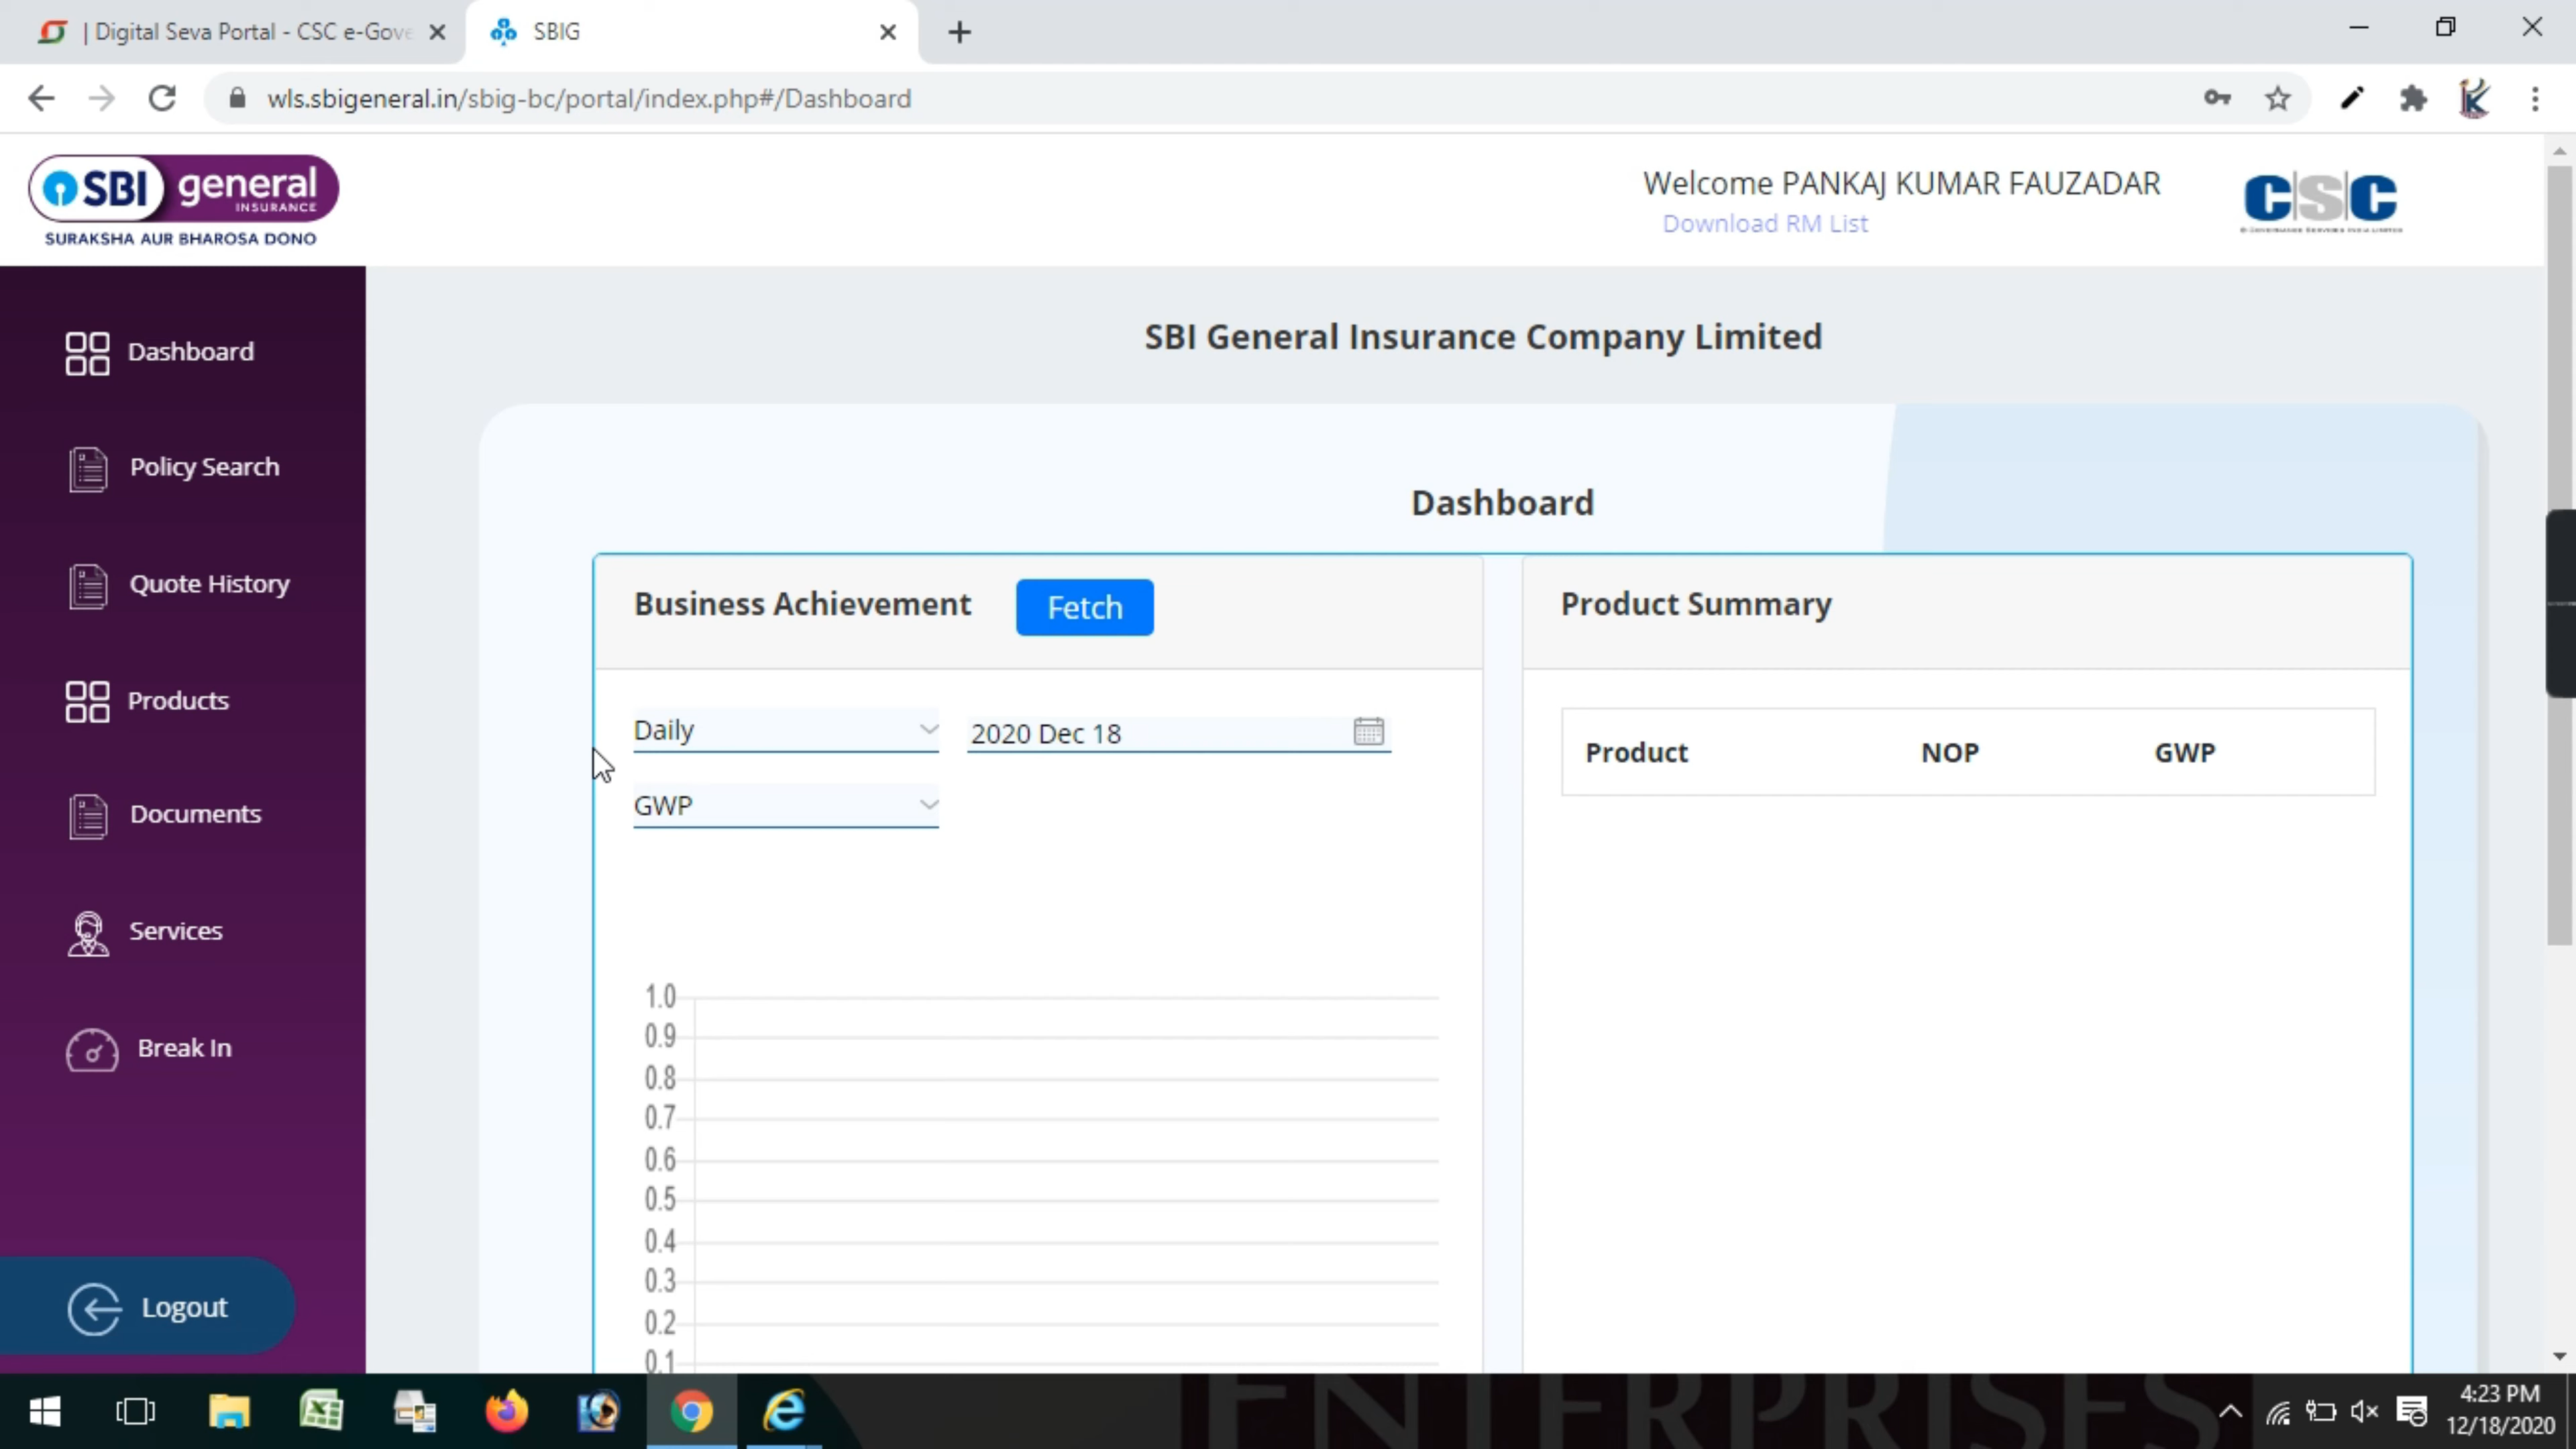 | Digital Seva Portal - CSC e-Gove
SBIG
wls.sbigeneral.in/sbig-bc/portal/index.php#/Dashboard
SBI general
INSURANCE
SURAKSHA AUR BHAROSA DONO
Welcome PANKAJ KUMAR FAUZADAR
Download RM List
CSC
SBI General Insurance Company Limited
Dashboard
Policy Search
Quote History
Products
Documents
Services
Break In
Logout
Dashboard
Business Achievement
Fetch
Daily
2020 Dec 18
GWP
1.0
0.9
0.8
0.7
0.6
0.5
0.4
0.3
0.2
0.1
Product Summary
Product NOP GWP
ENTERPRISES
4:23 PM
12/18/2020